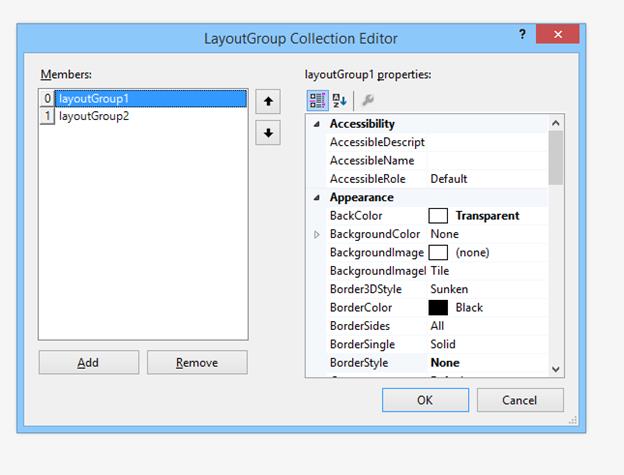 LayoutGroup Collection Editor
?
Members:
0 layoutGroup1
1 layoutGroup2
Add
Remove
layoutGroup1 properties:
Accessibility
AccessibleDescript
AccessibleName
AccessibleRole Default
Appearance
BackColor Transparent
BackgroundColor None
BackgroundImage (none)
BackgroundImagel Tile
Border3DStyle Sunken
BorderColor Black
BorderSides All
BorderSingle Solid
BorderStyle None
OK
Cancel